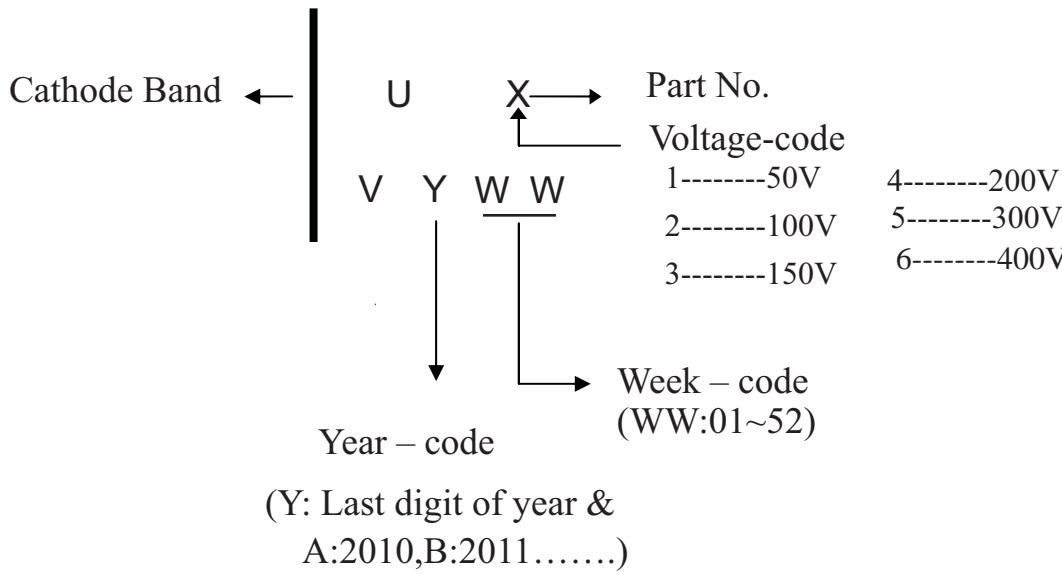 Cathode Band
U X
Part No.
Voltage-code
V Y W W
1--------50V
4--------200V
2--------100V
5--------300V
3--------150V
6--------400V
Week – code
(WW:01~52)
Year – code
(Y: Last digit of year &
A:2010,B:2011…….)